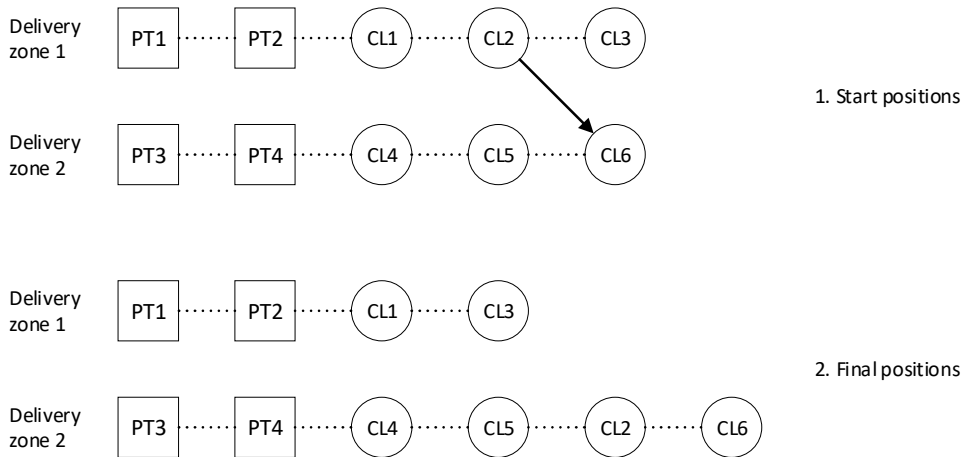 Delivery
zone 1
PT1 PT2 CL1 CL2 CL3
1. Start positions
Delivery
zone 2
PT3 PT4 CL4 CL5 CL6
Delivery
zone 1
PT1 PT2 CL1 CL3
2. Final positions
Delivery
zone 2
PT3 PT4 CL4 CL5 CL2 CL6